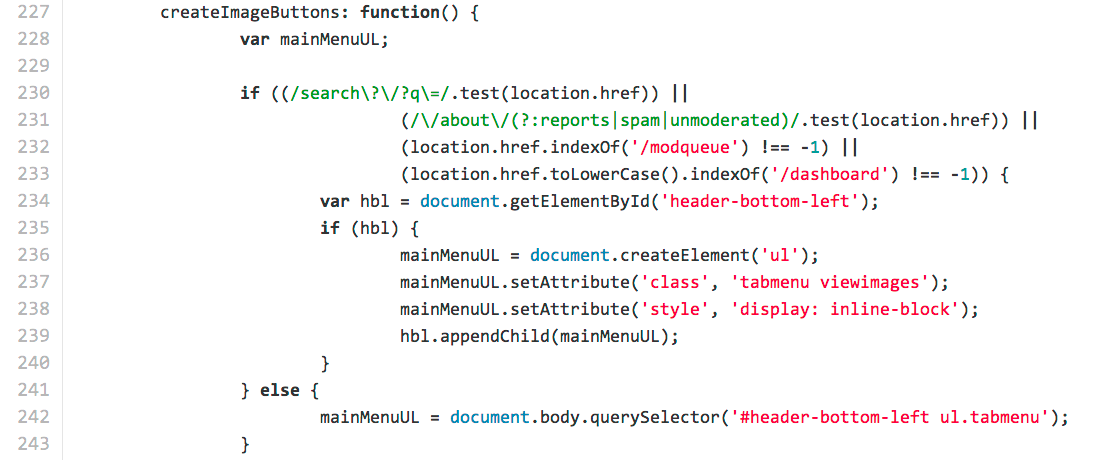 227 createImageButtons: function() {
228 var mainMenuUL;
229
230 if ((/search\?\/?q\=/.test(location.href)) ||
231 (/\/about\/(?:reports|spam|unmoderated)/.test(location.href)) ||
232 (location.href.indexOf('/modqueue') !== -1) ||
233 (location.href.toLowerCase().indexOf('/dashboard') !== -1)) {
234 var hbl = document.getElementById('header-bottom-left');
235 if (hbl) {
236 mainMenuUL = document.createElement('ul');
237 mainMenuUL.setAttribute('class', 'tabmenu viewimages');
238 mainMenuUL.setAttribute('style', 'display: inline-block');
239 hbl.appendChild(mainMenuUL);
240 }
241 } else {
242 mainMenuUL = document.body.querySelector('#header-bottom-left ul.tabmenu');
243 }